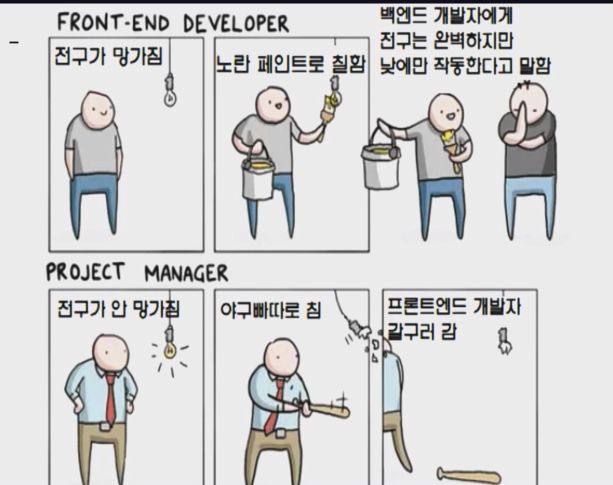 FRONT-END DEVELOPER
전구가 망가짐
노란 페인트로 칠함
백엔드 개발자에게
전구는 완벽하지만
낮에만 작동한다고 말함
PROJECT MANAGER
전구가 안 망가짐
야구빠따로 침
프론트엔드 개발자
갈구러 감